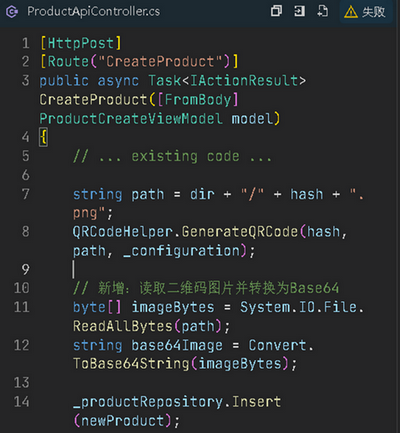 ProductApiController.cs 失败
1 [HttpPost]
2 [Route("CreateProduct")]
3 public async Task<IActionResult>
CreateProduct([FromBody]
ProductCreateViewModel model)
4 {
5 // ... existing code ...
6
7 string path = dir + "/" + hash + ".
png";
8 QRCodeHelper.GenerateQRCode(hash,
path, _configuration);
9
10 // 新增: 读取二维码图片并转换为Base64
11 byte[] imageBytes = System.IO.File.
ReadAllBytes(path);
12 string base64Image = Convert.
ToBase64String(imageBytes);
13
14 _productRepository.Insert
(newProduct);